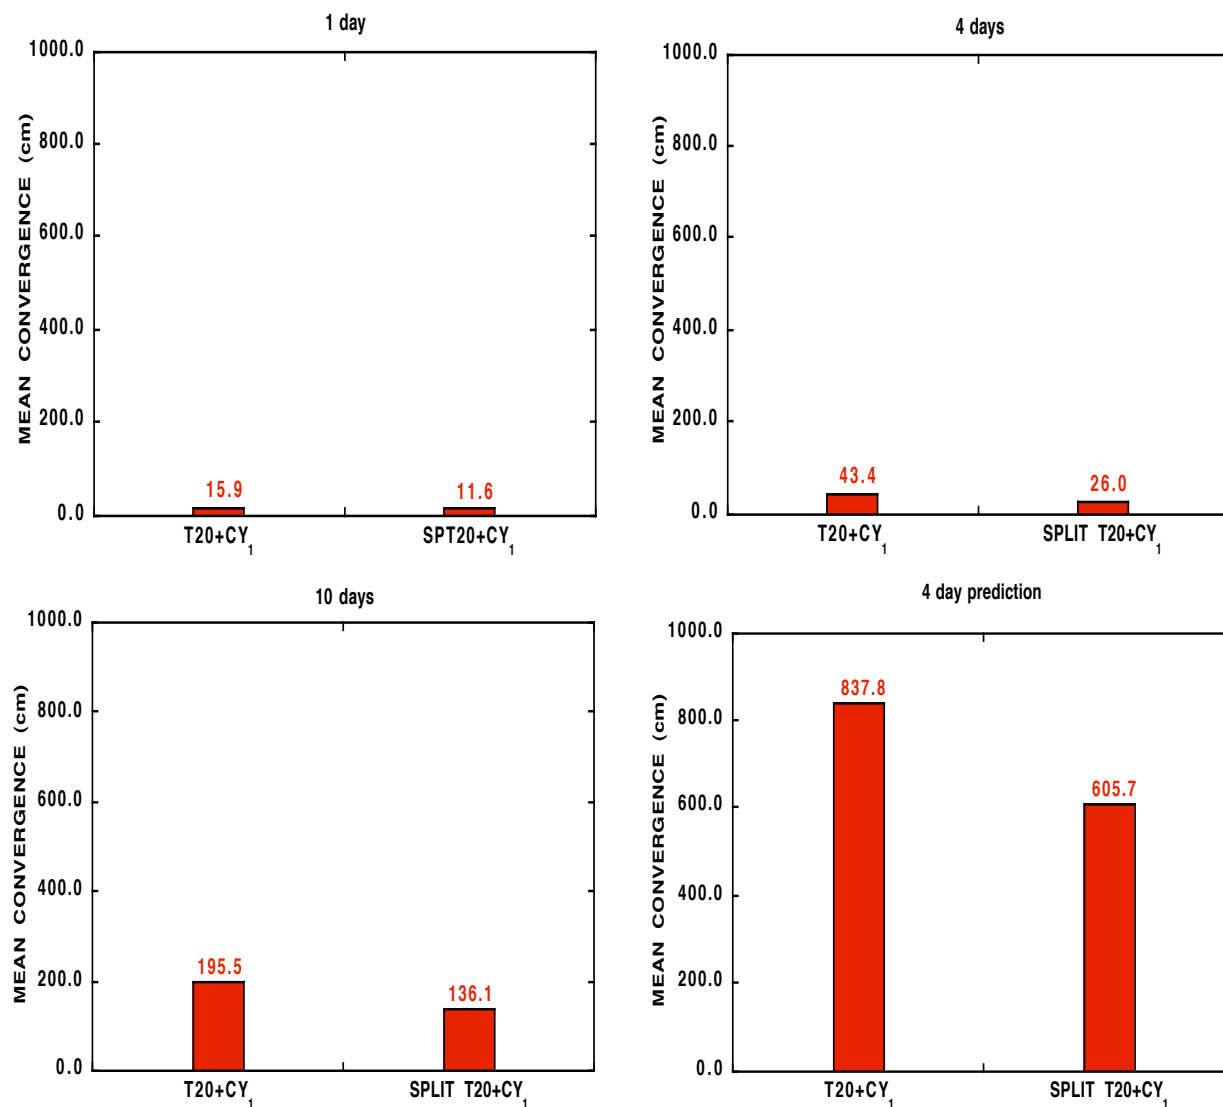 1 day
MEAN CONVERGENCE (cm)
1000.0
800.0
600.0
400.0
200.0
0.0
15.9
11.6
T20+CY1
SPT20+CY1
4 days
MEAN CONVERGENCE (cm)
1000.0
800.0
600.0
400.0
200.0
0.0
43.4
26.0
T20+CY1
SPLIT T20+CY1
10 days
MEAN CONVERGENCE (cm)
1000.0
800.0
600.0
400.0
200.0
0.0
195.5
136.1
T20+CY1
SPLIT T20+CY1
4 day prediction
MEAN CONVERGENCE (cm)
1000.0
800.0
600.0
400.0
200.0
0.0
837.8
605.7
T20+CY1
SPLIT T20+CY1